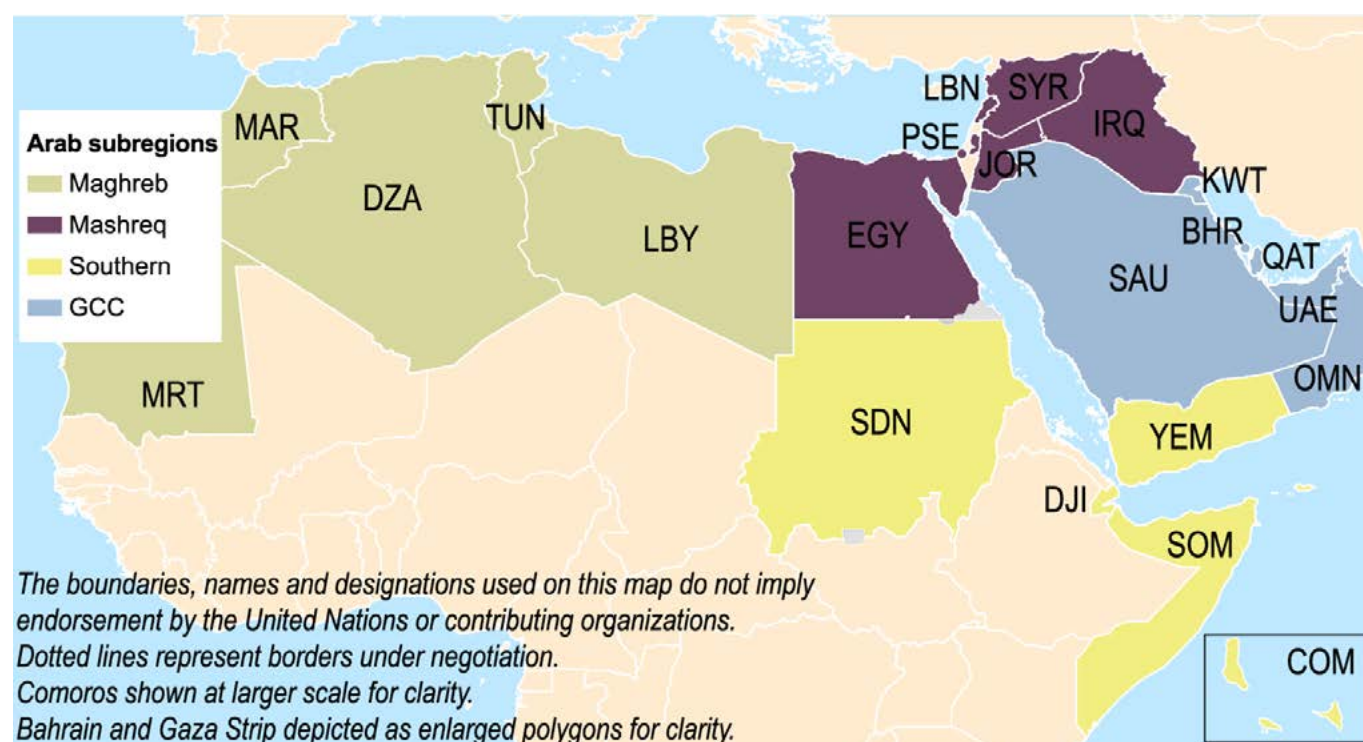 LBN
SYR
MAR
TUN
PSE
IRQ
Arab subregions
Maghreb
Mashreq
Southern
GCC
JOR
KWT
DZA
LBY
EGY
BHR
QAT
SAU
UAE
MRT
OMN
SDN
YEM
DJI
SOM
The boundaries, names and designations used on this map do not imply
endorsement by the United Nations or contributing organizations.
Dotted lines represent borders under negotiation.
Comoros shown at larger scale for clarity.
Bahrain and Gaza Strip depicted as enlarged polygons for clarity.
COM